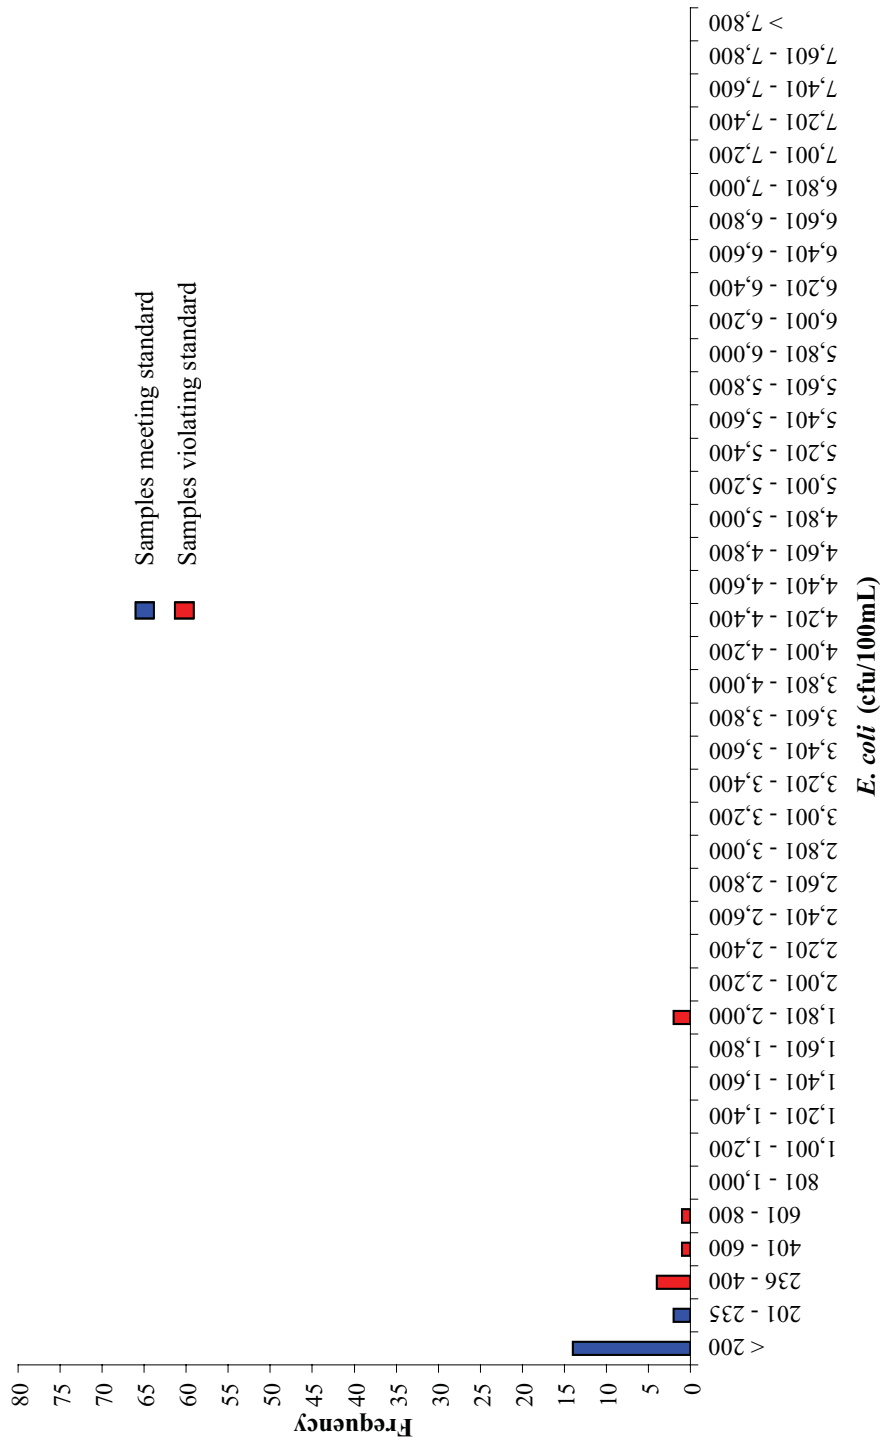 Frequency
80
75
70
65
60
55
50
45
40
35
30
25
20
15
10
5
0
Samples meeting standard
Samples violating standard
< 200
201 - 235
236 - 400
401 - 600
601 - 800
801 - 1,000
1,001 - 1,200
1,201 - 1,400
1,401 - 1,600
1,601 - 1,800
1,801 - 2,000
2,001 - 2,200
2,201 - 2,400
2,401 - 2,600
2,601 - 2,800
2,801 - 3,000
3,001 - 3,200
3,201 - 3,400
3,401 - 3,600
3,601 - 3,800
3,801 - 4,000
4,001 - 4,200
4,201 - 4,400
4,401 - 4,600
4,601 - 4,800
4,801 - 5,000
5,001 - 5,200
5,201 - 5,400
5,401 - 5,600
5,601 - 5,800
5,801 - 6,000
6,001 - 6,200
6,201 - 6,400
6,401 - 6,600
6,601 - 6,800
6,801 - 7,000
7,001 - 7,200
7,201 - 7,400
7,401 - 7,600
7,601 - 7,800
> 7,800
E. coli (cfu/100mL)